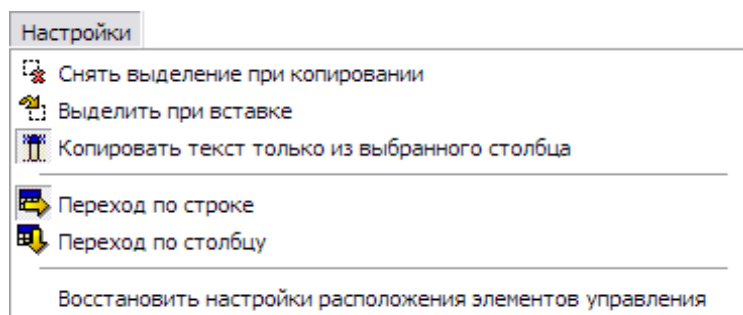 Настройки
Снять выделение при копировании
Выделить при вставке
Копировать текст только из выбранного столбца
Переход по строке
Переход по столбцу
Восстановить настройки расположения элементов управления